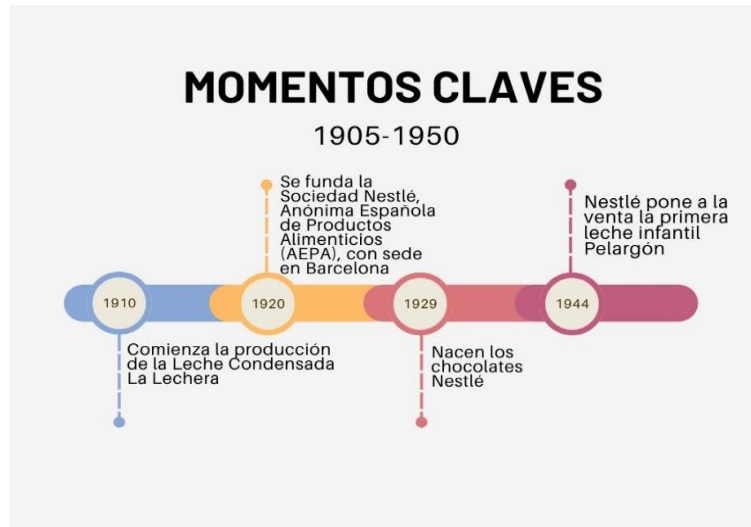 MOMENTOS CLAVES
1905-1950
Se funda la
Sociedad Nestlé,
Anónima Española
de Productos
Alimenticios
(AEPA), con sede
en Barcelona
Nestlé pone a la
venta la primera
leche infantil
Pelargón
1910
1920
1929
1944
Comienza la producción
de la Leche Condensada
La Lechera
Nacen los
chocolates
Nestlé